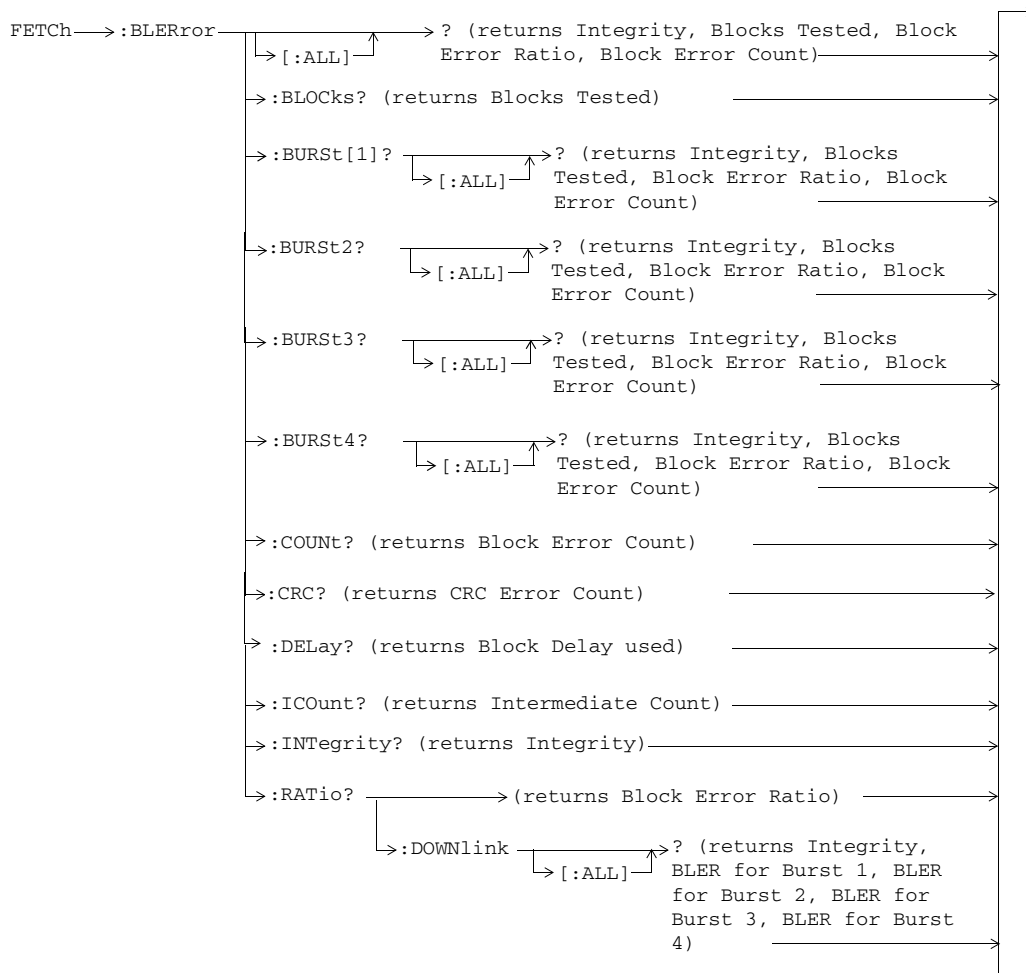 FETCh :BLERror ? (returns Integrity, Blocks Tested, Block
[:ALL] Error Ratio, Block Error Count)
:BLOCks? (returns Blocks Tested)
:BURSt[1]? ? (returns Integrity, Blocks
[:ALL] Tested, Block Error Ratio, Block
Error Count)
:BURSt2? ? (returns Integrity, Blocks
[:ALL] Tested, Block Error Ratio, Block
Error Count)
:BURSt3? ? (returns Integrity, Blocks
[:ALL] Tested, Block Error Ratio, Block
Error Count)
:BURSt4? ? (returns Integrity, Blocks
[:ALL] Tested, Block Error Ratio, Block
Error Count)
:COUNt? (returns Block Error Count)
:CRC? (returns CRC Error Count)
:DELay? (returns Block Delay used)
:ICOunt? (returns Intermediate Count)
:INTegrity? (returns Integrity)
:RATio? (returns Block Error Ratio)
:DOWNlink ? (returns Integrity,
[:ALL] BLER for Burst 1, BLER
for Burst 2, BLER for
Burst 3, BLER for Burst
4)